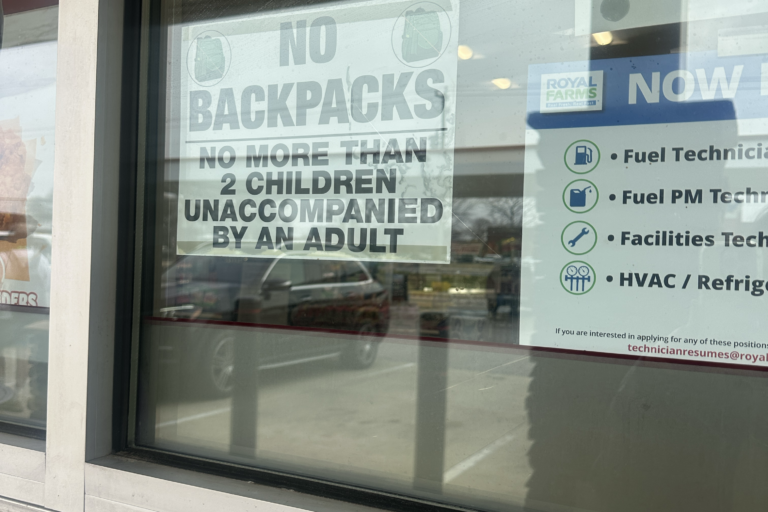 NO
BACKPACKS
NO MORE THAN
2 CHILDREN
UNACCOMPANIED
BY AN ADULT
ROYAL
FARMS
NOW
• Fuel Technicia
• Fuel PM Techn
• Facilities Tech
• HVAC / Refrige
If you are interested in applying for any of these positions
technicianresumes@royal